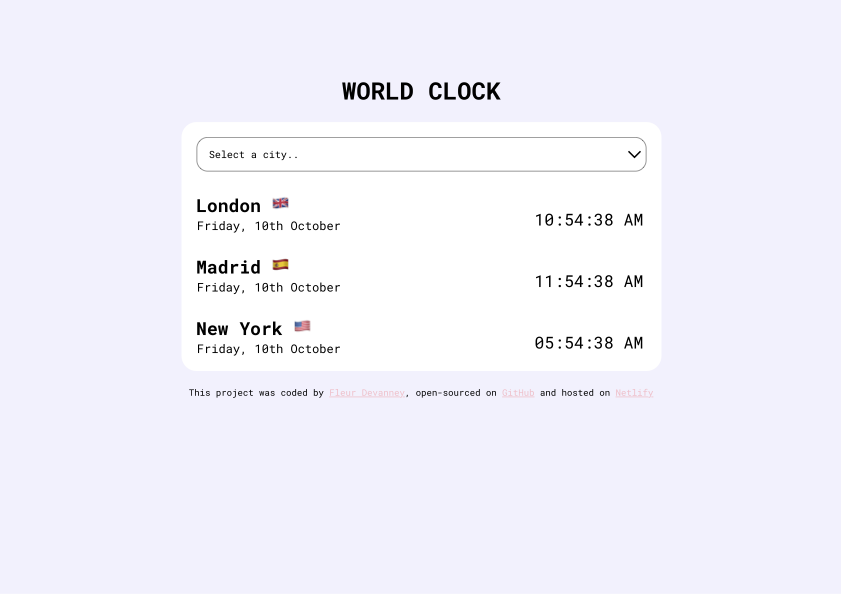 WORLD CLOCK
Select a city..
London 🇬🇧
Friday, 10th October
10:54:38 AM
Madrid 🇪🇸
Friday, 10th October
11:54:38 AM
New York 🇺🇸
Friday, 10th October
05:54:38 AM
This project was coded by Fleur Devanney, open-sourced on GitHub and hosted on Netlify